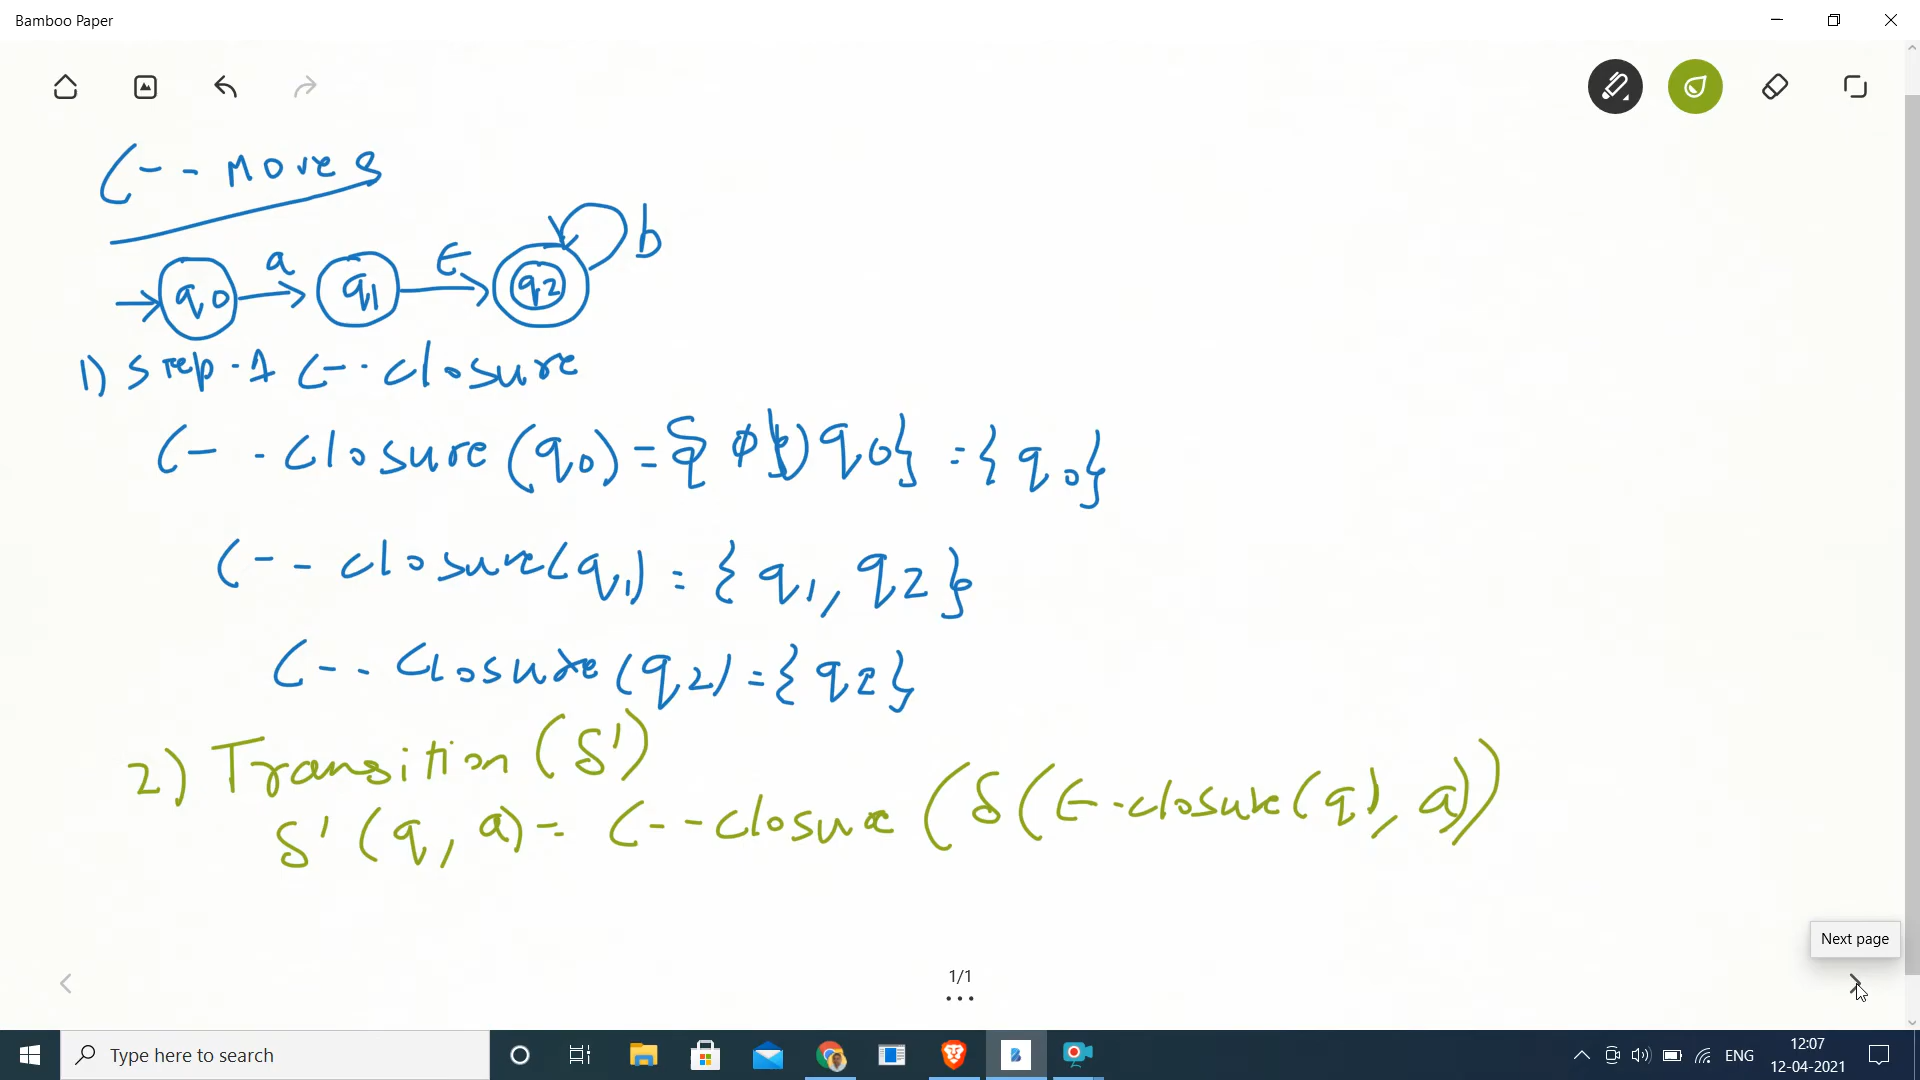 Bamboo Paper
ε - moves
q0 a q1 ε q2 b
1) Step-1 ε-closure
ε-closure(q0) = { φ, q0} = {q0}
ε-closure(q1) = {q1, q2}
ε-closure(q2) = {q2}
2) Transition (δ')
δ'(q, a) = ε-closure (δ(ε-closure(q), a))
Next page
1/1
Type here to search
ENG
12:07
12-04-2021